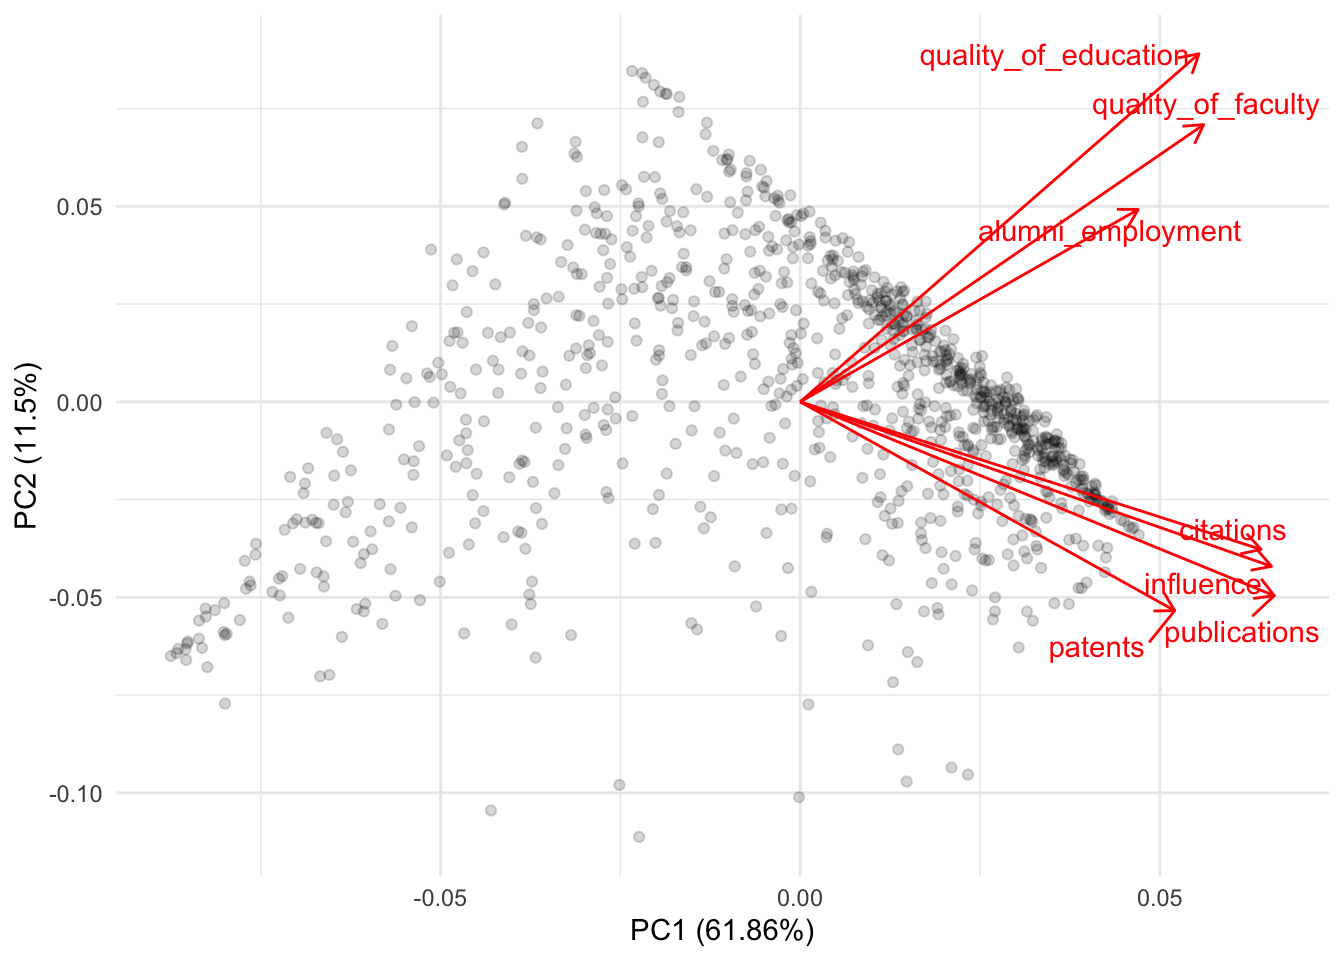 quality_of_education
quality_of_faculty
0.05
alumni_employment
0.00
PC2 (11.5%)
citations
influence
-0.05
publications
patents
-0.10
-0.05
0.00
0.05
PC1 (61.86%)